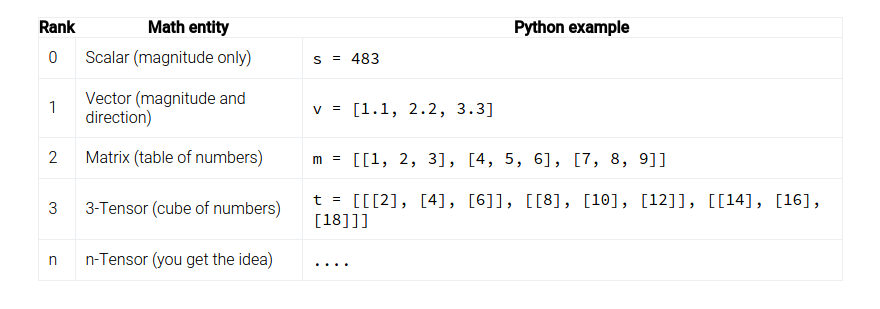 Rank Math entity Python example
0 Scalar (magnitude only) s = 483
1 Vector (magnitude and
direction) v = [1.1, 2.2, 3.3]
2 Matrix (table of numbers) m = [[1, 2, 3], [4, 5, 6], [7, 8, 9]]
3 3-Tensor (cube of numbers) t = [[[2], [4], [6]], [[8], [10], [12]], [[14], [16],
[18]]]
n n-Tensor (you get the idea) ....